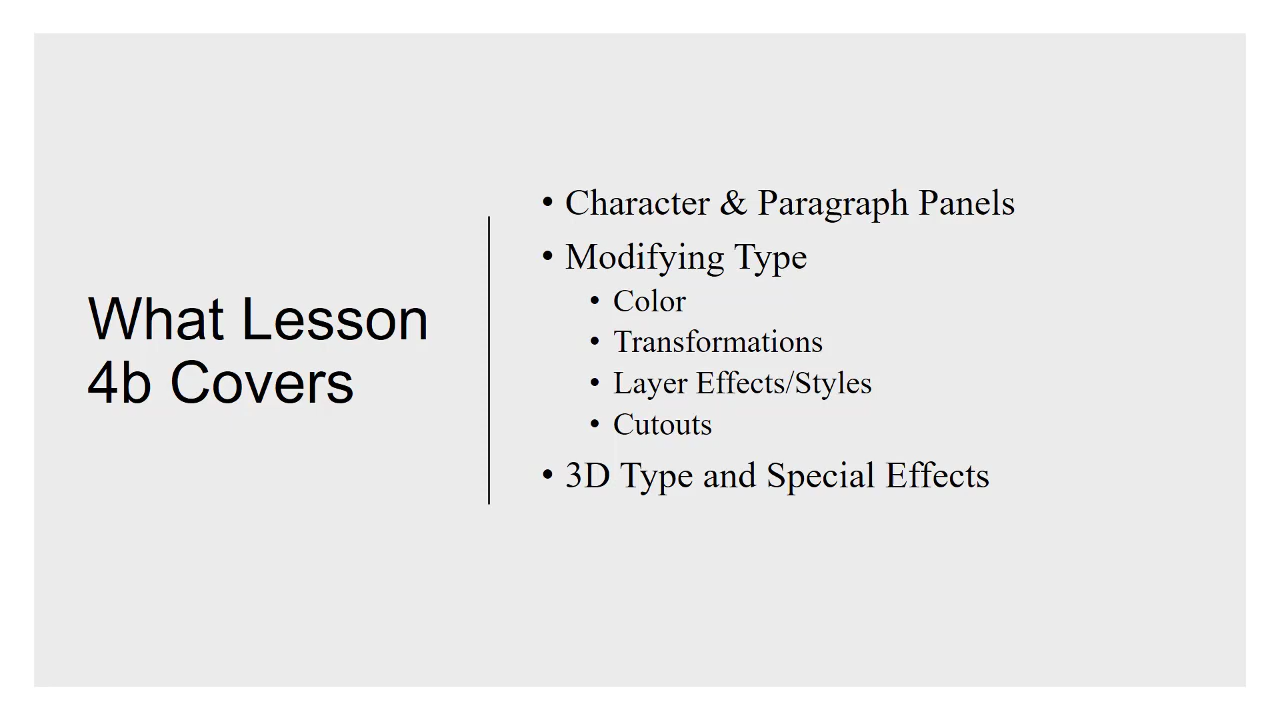 What Lesson
4b Covers
• Character & Paragraph Panels
• Modifying Type
• Color
• Transformations
• Layer Effects/Styles
• Cutouts
• 3D Type and Special Effects